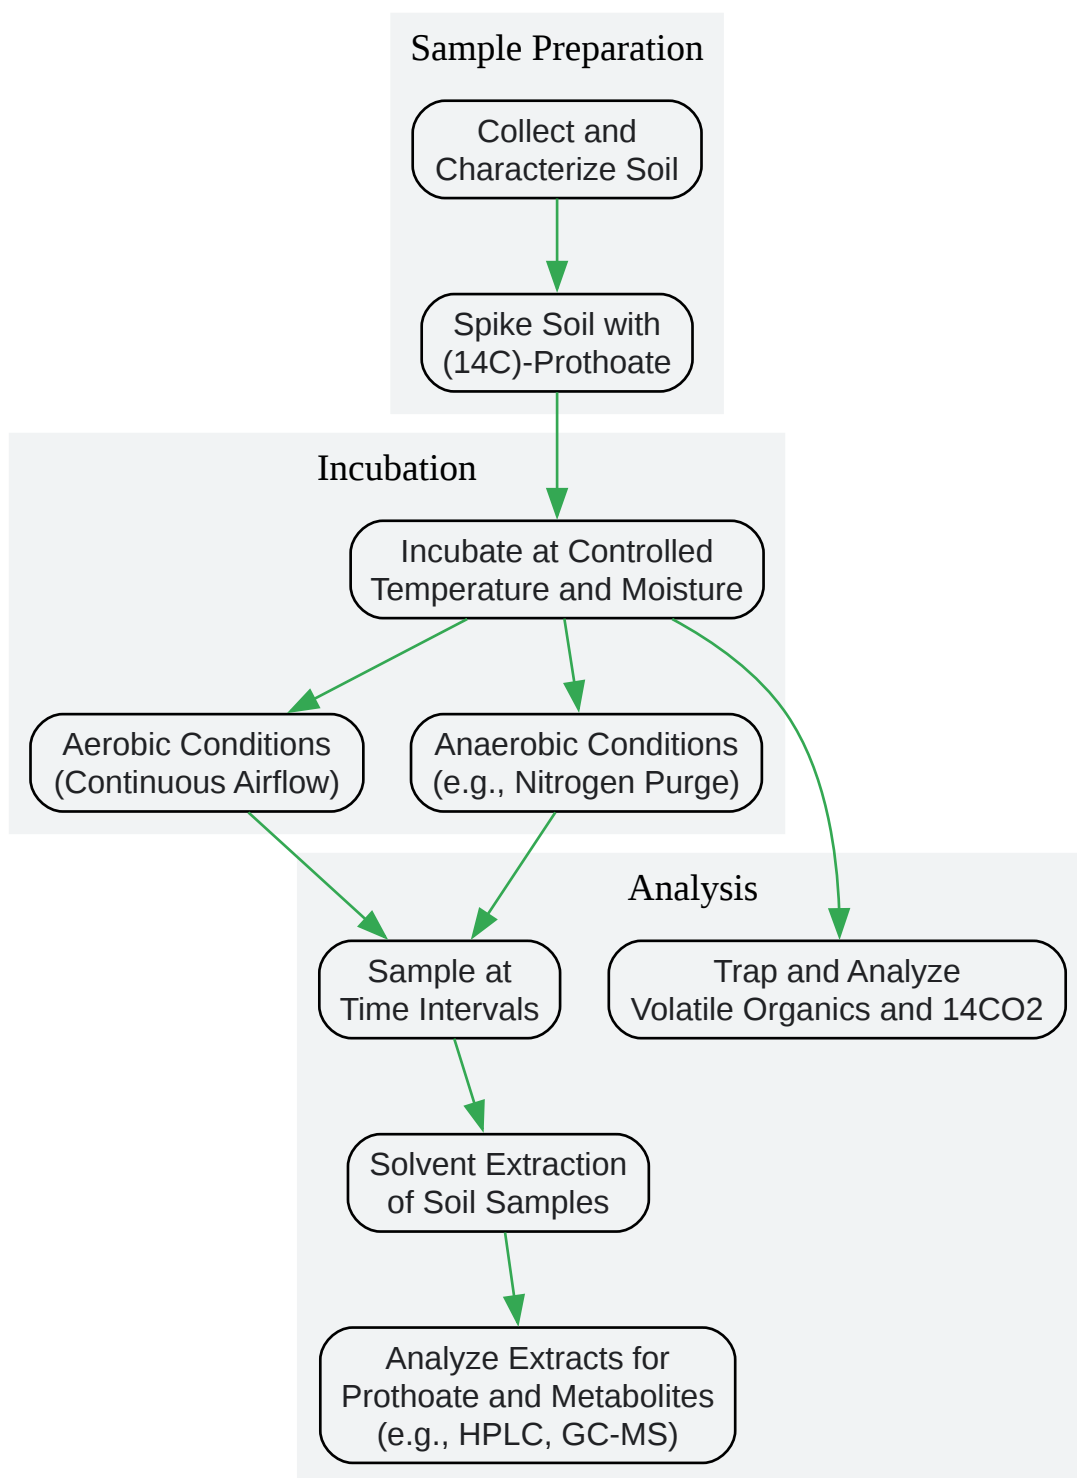 Sample Preparation
Collect and
Characterize Soil
Spike Soil with
(14C)-Prothoate
Incubation
Incubate at Controlled
Temperature and Moisture
Aerobic Conditions
(Continuous Airflow)
Anaerobic Conditions
(e.g., Nitrogen Purge)
Analysis
Sample at
Time Intervals
Trap and Analyze
Volatile Organics and 14CO2
Solvent Extraction
of Soil Samples
Analyze Extracts for
Prothoate and Metabolites
(e.g., HPLC, GC-MS)